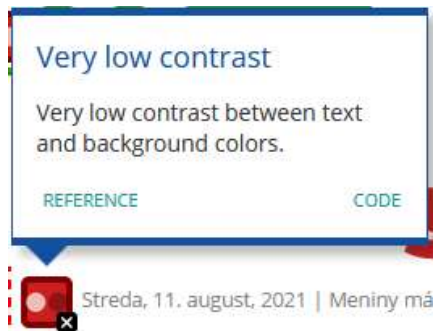 Very low contrast
Very low contrast between text
and background colors.
REFERENCE CODE
Streda, 11. august, 2021 | Meniny má